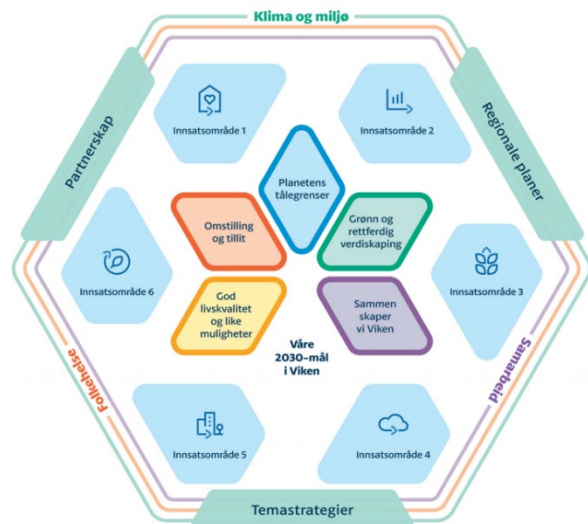 Klima og miljø
Partnerskap
Regionale planer
Innsatsområde 1
Innsatsområde 2
Planetens
tålegrenser
Omstilling
og tillit
Grønn og
rettferdig
verdiskaping
Innsatsområde 6
Innsatsområde 3
God
livskvalitet
og like
muligheter
Sammen
skaper
vi Viken
Våre
2030-mål
i Viken
Folkehelse
Samarbeid
Innsatsområde 5
Innsatsområde 4
Temastrategier